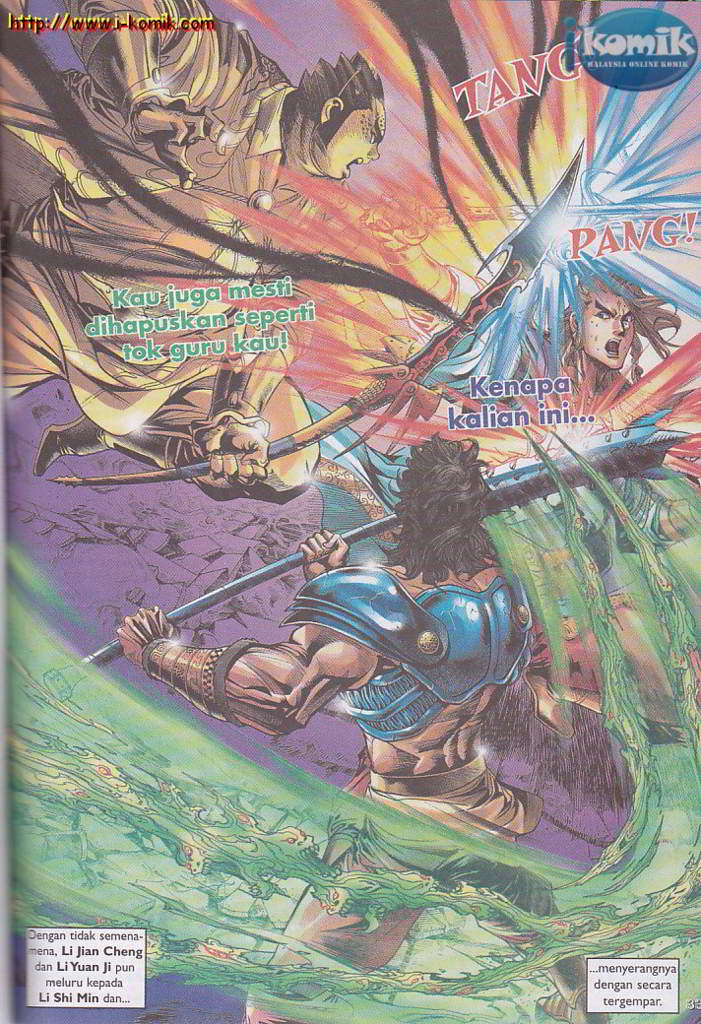 http://www.i-komik.com
ikomik
MALAYSIA ONLINE KOMIK
TANG
PANG!
Kau juga mesti
dihapuskan seperti
tok guru kau!
Kenapa
kalian ini...
Dengan tidak semena-
mena, Li Jian Cheng
dan Li Yuan Ji pun
meluru kepada
Li Shi Min dan...
...menyerangnya
dengan secara
tergempar.